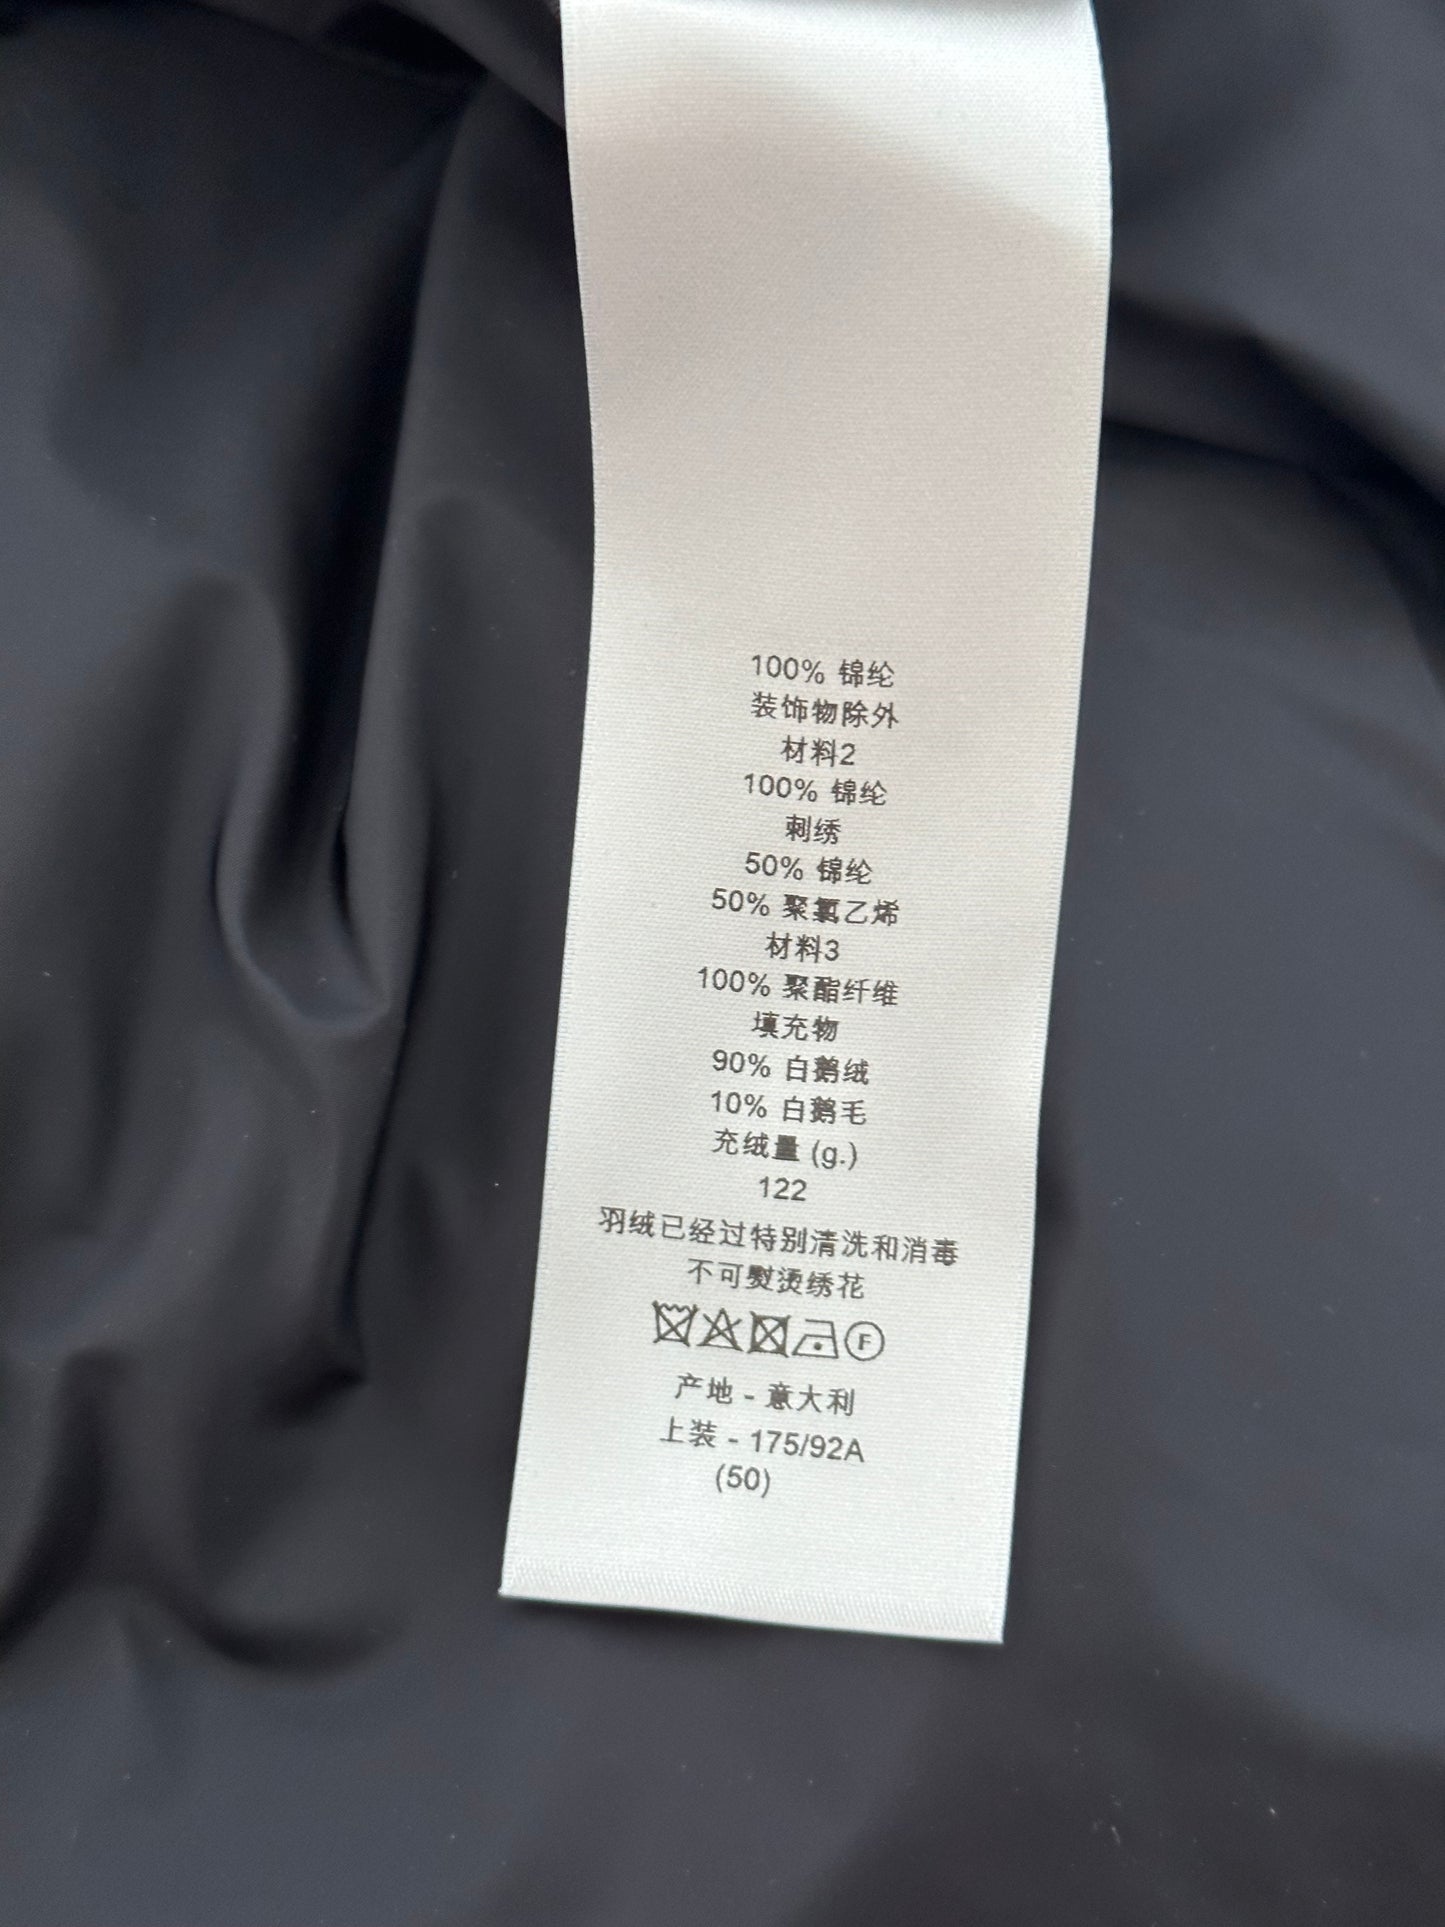 100% 锦纶
装饰物除外
材料2
100% 锦纶
刺绣
50% 锦纶
50% 聚氯乙烯
材料3
100% 聚酯纤维
填充物
90% 白鹅绒
10% 白鹅毛
充绒量 (g.)
122
羽绒已经过特别清洗和消毒
不可熨烫绣花
F
产地 - 意大利
上装 - 175/92A
(50)